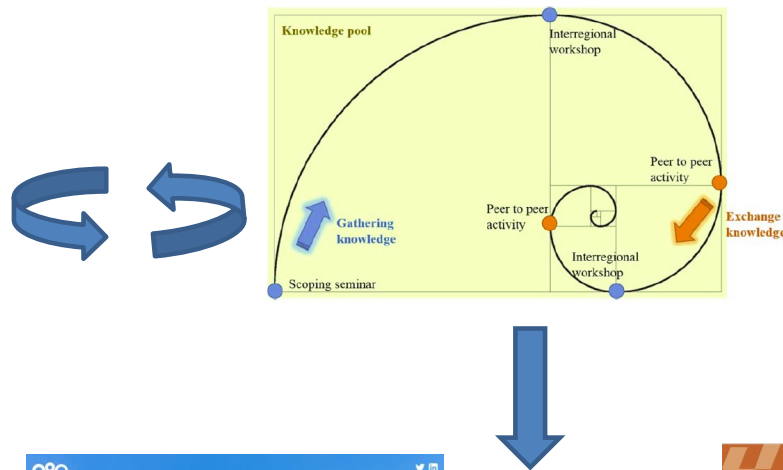 Knowledge pool
Interregional
workshop
Peer to peer
activity
Peer to peer
activity
Exchange
knowledge
Gathering
knowledge
Interregional
workshop
Scoping seminar